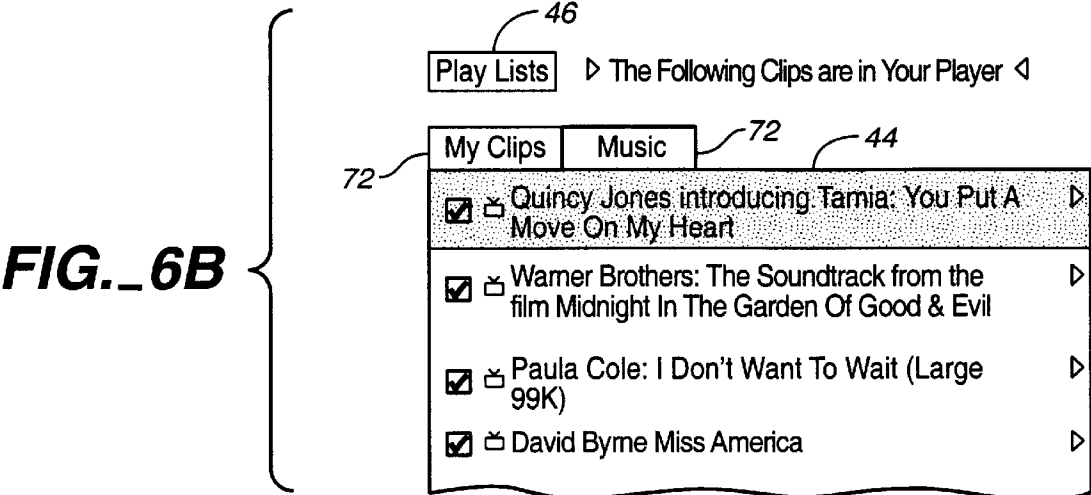 46
Play Lists ▷ The Following Clips are in Your Player ◁
My Clips Music 72 44
72
Quincy Jones introducing Tamia: You Put A
Move On My Heart
FIG._6B
Warner Brothers: The Soundtrack from the
film Midnight In The Garden Of Good & Evil
Paula Cole: I Don't Want To Wait (Large
99K)
David Byrne Miss America